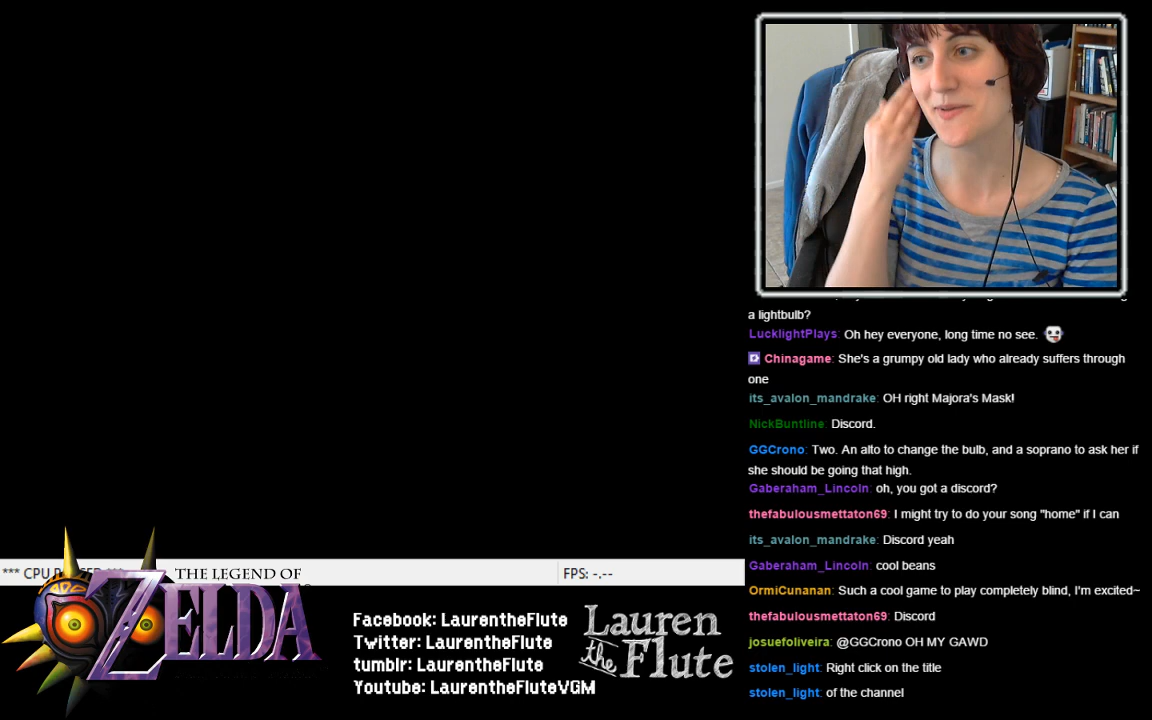 a lightbulb?
LucklightPlays: Oh hey everyone, long time no see.
Chinagame: She's a grumpy old lady who already suffers through
one
its_avalon_mandrake: OH right Majora's Mask!
NickBuntline: Discord.
GGCrono: Two. An alto to change the bulb, and a soprano to ask her if
she should be going that high.
Gaberaham_Lincoln: oh, you got a discord?
thefabulousmettaton69: I might try to do your song "home" if I can
its_avalon_mandrake: Discord yeah
Gaberaham_Lincoln: cool beans
OrmiCunanan: Such a cool game to play completely blind, I'm excited~
thefabulousmettaton69: Discord
josuefoliveira: @GGCrono OH MY GAWD
stolen_light: Right click on the title
stolen_light: of the channel
*** CPU
FPS: -.--
THE LEGEND OF
ZELDA
Facebook: LaurentheFlute
Twitter: LaurentheFlute
tumblr: LaurentheFlute
Youtube: LaurentheFluteVGM
Lauren
the Flute